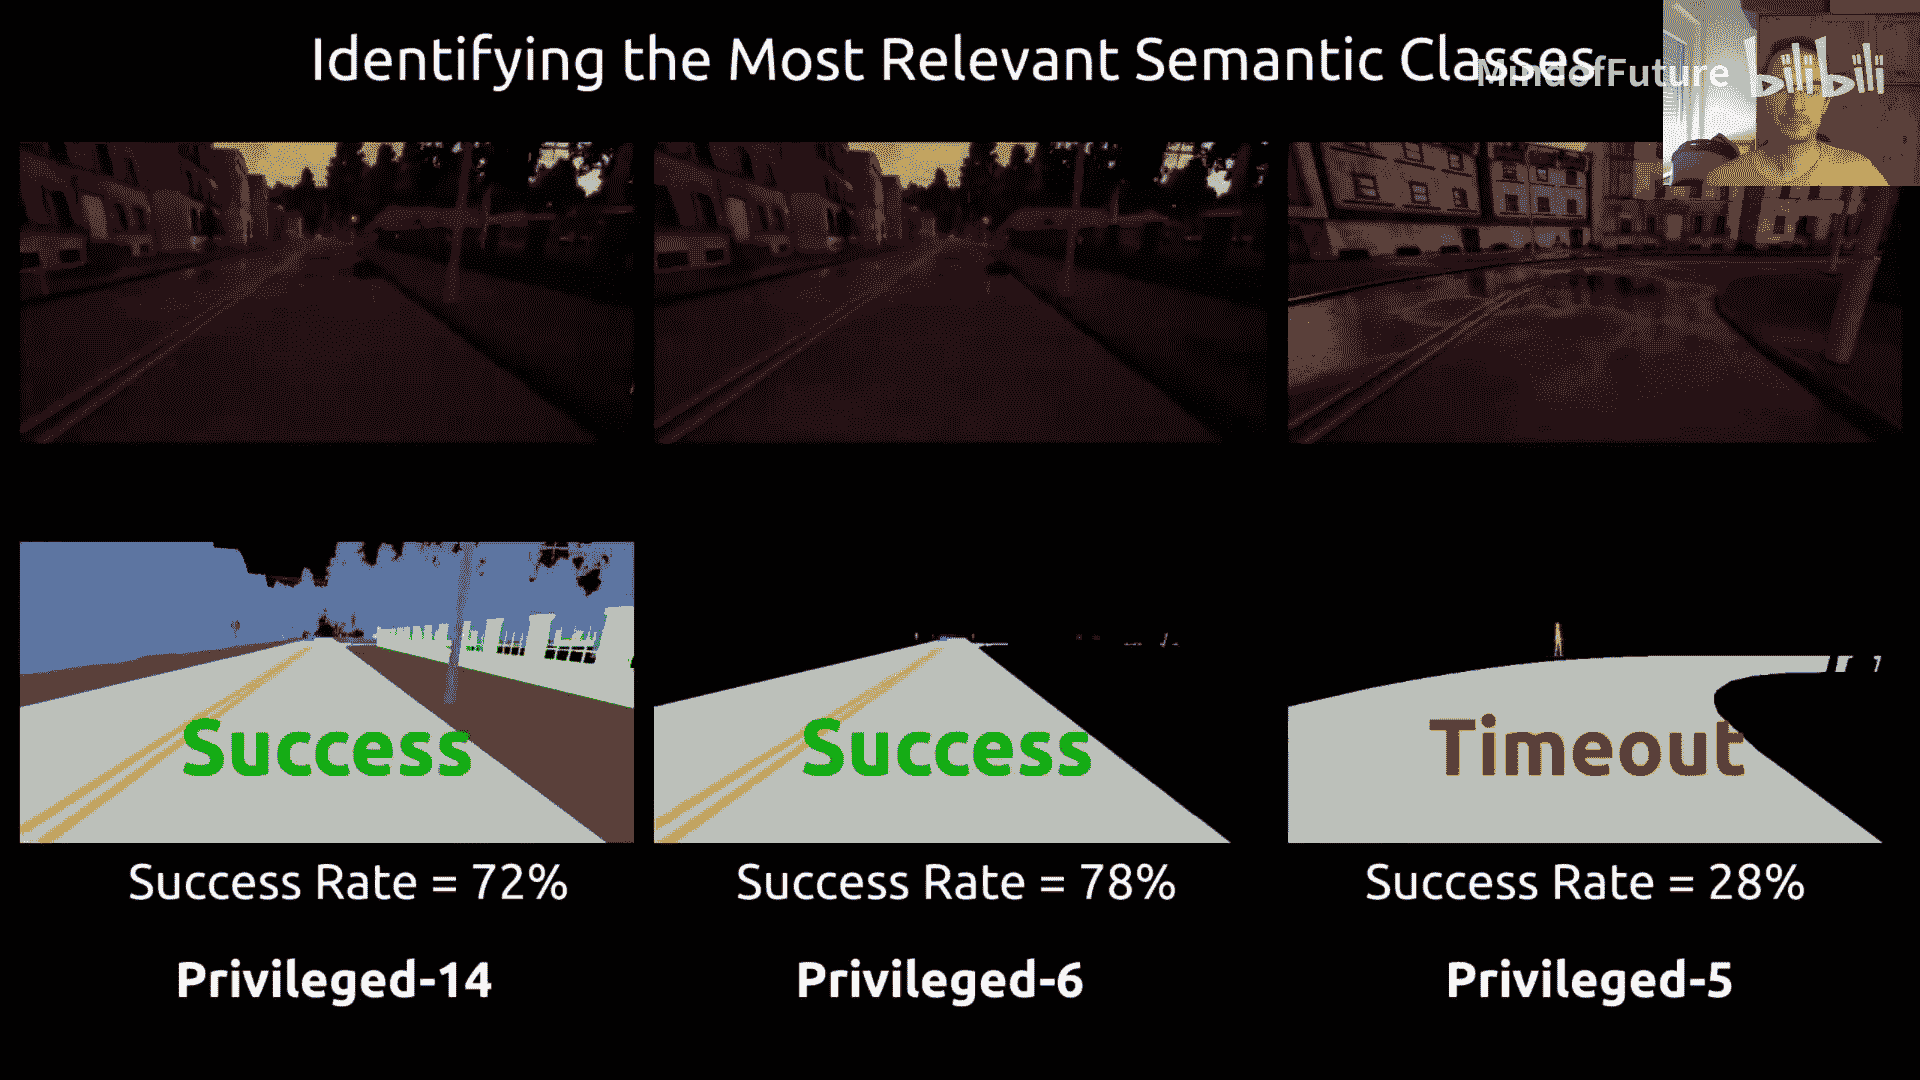 Identifying the Most Relevant Semantic Classes
MindofFuture bilibili
Success
Success
Timeout
Success Rate = 72%
Success Rate = 78%
Success Rate = 28%
Privileged-14
Privileged-6
Privileged-5